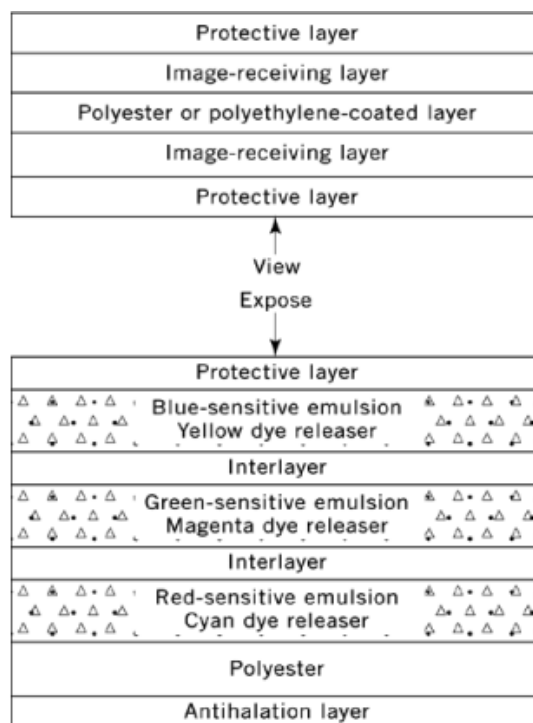 Protective layer
Image-receiving layer
Polyester or polyethylene-coated layer
Image-receiving layer
Protective layer
View
Expose
Protective layer
Blue-sensitive emulsion
Yellow dye releaser
Interlayer
Green-sensitive emulsion
Magenta dye releaser
Interlayer
Red-sensitive emulsion
Cyan dye releaser
Polyester
Antihalation layer